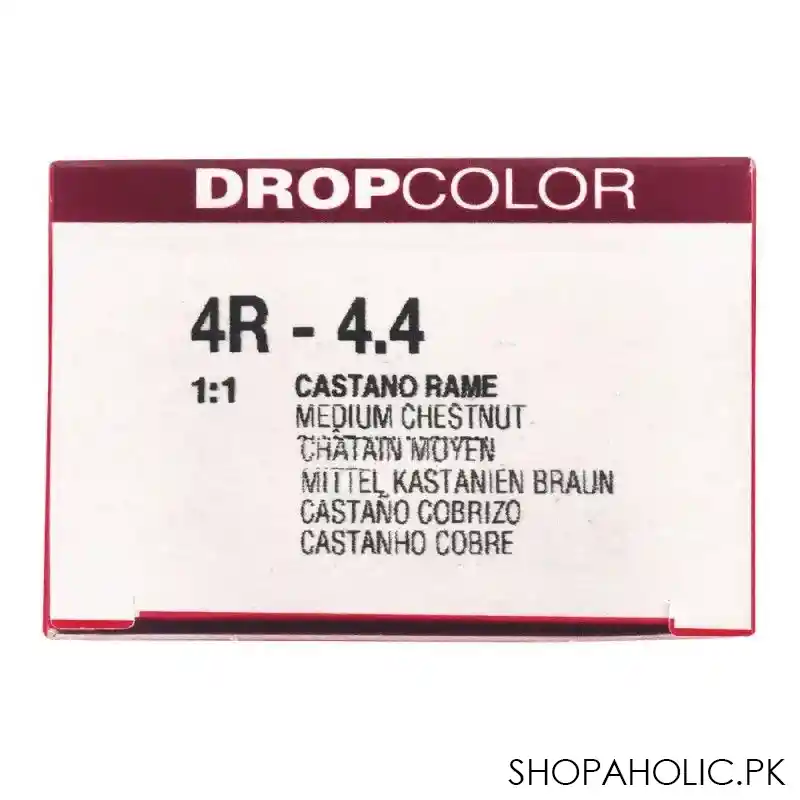 DROPCOLOR
4R - 4.4
1:1 CASTANO RAME
MEDIUM CHESTNUT
CHÂTAIN MOYEN
MITTEL KASTANIEN BRAUN
CASTAÑO COBRIZO
CASTANHO COBRE
SHOPAHOLIC.PK